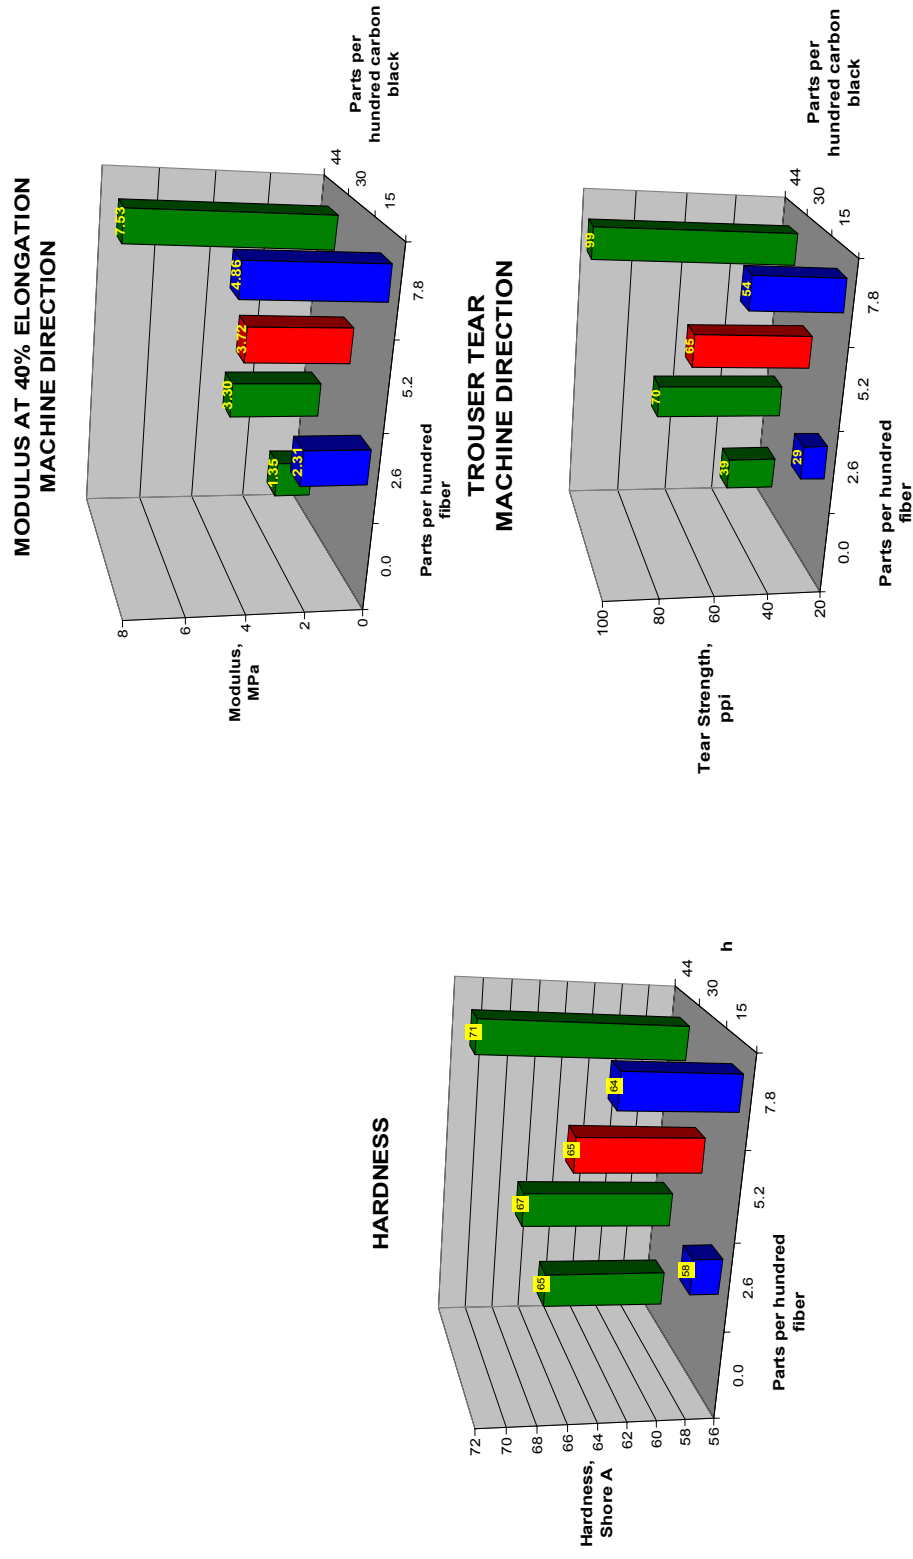 HARDNESS
72
70
68
66
64
62
60
58
56
Hardness,
Shore A
65
67
65
71
58
64
0.0
2.6
5.2
7.8
Parts per hundred
fiber
15
30
44
h
MODULUS AT 40% ELONGATION
MACHINE DIRECTION
8
6
4
2
0
Modulus,
MPa
1.35
3.30
3.72
7.53
2.31
4.86
0.0
2.6
5.2
7.8
Parts per hundred
fiber
15
30
44
Parts per
hundred carbon
black
TROUSER TEAR
MACHINE DIRECTION
100
80
60
40
20
Tear Strength,
ppi
39
70
65
99
29
54
0.0
2.6
5.2
7.8
Parts per hundred
fiber
15
30
44
Parts per
hundred carbon
black